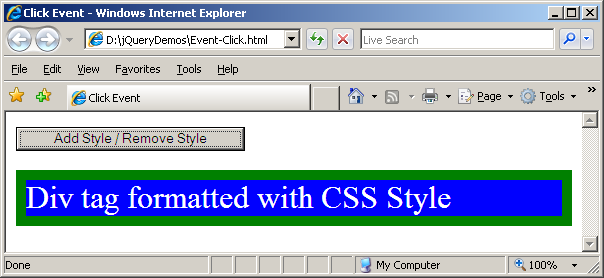 Click Event - Windows Internet Explorer
D:\jQueryDemos\Event-Click.html
Live Search
File Edit View Favorites Tools Help
Click Event
Page Tools »
Add Style / Remove Style
Div tag formatted with CSS Style
Done My Computer 100%